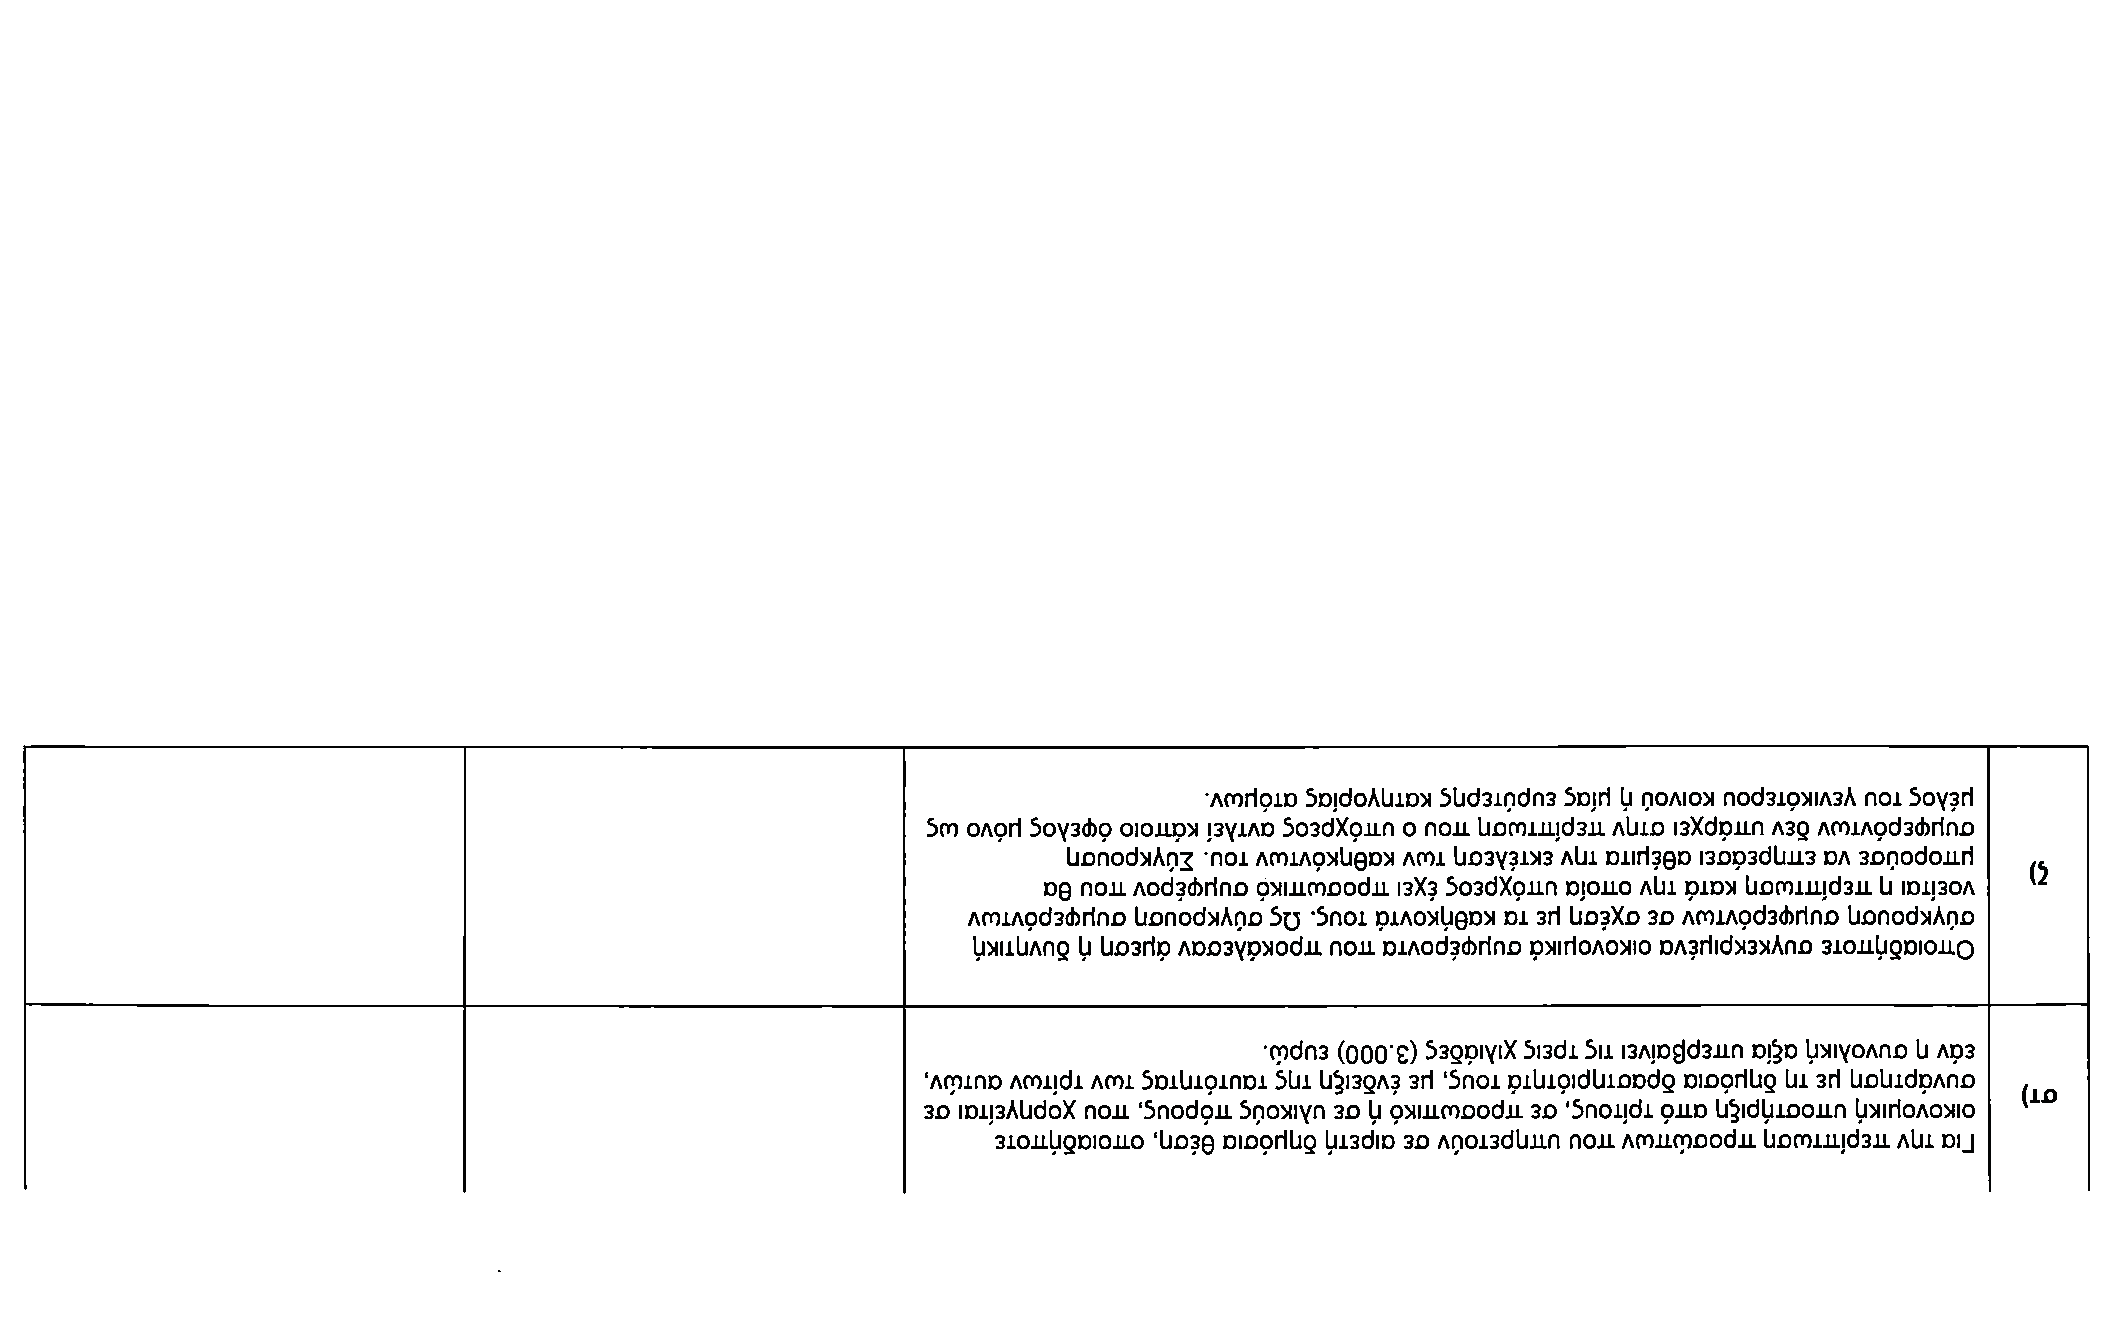 στ)
Για την περίπτωση προσώπων που υπηρετούν σε αιρετή δημόσια θέση, οποιαδήποτε
οικονομική υποστήριξη από τρίτους, σε προσωπικό ή σε υλικούς πόρους, που χορηγείται σε
συνάρτηση με τη δημόσια δραστηριότητά τους, με ένδειξη της ταυτότητας των τρίτων αυτών,
εάν η συνολική αξία υπερβαίνει τις τρεις χιλιάδες (3.000) ευρώ.
ζ)
Οποιαδήποτε συγκεκριμένα οικονομικά συμφέροντα που προκάλεσαν άμεση ή δυνητική
σύγκρουση συμφερόντων σε σχέση με τα καθήκοντά τους. Ως σύγκρουση συμφερόντων
νοείται η περίπτωση κατά την οποία υπόχρεος έχει προσωπικό συμφέρον που θα
μπορούσε να επηρεάσει αθέμιτα την εκτέλεση των καθηκόντων του. Σύγκρουση
συμφερόντων δεν υπάρχει στην περίπτωση που ο υπόχρεος αντλεί κάποιο όφελος μόνο ως
μέλος του γενικότερου κοινού ή μίας ευρύτερης κατηγορίας ατόμων.